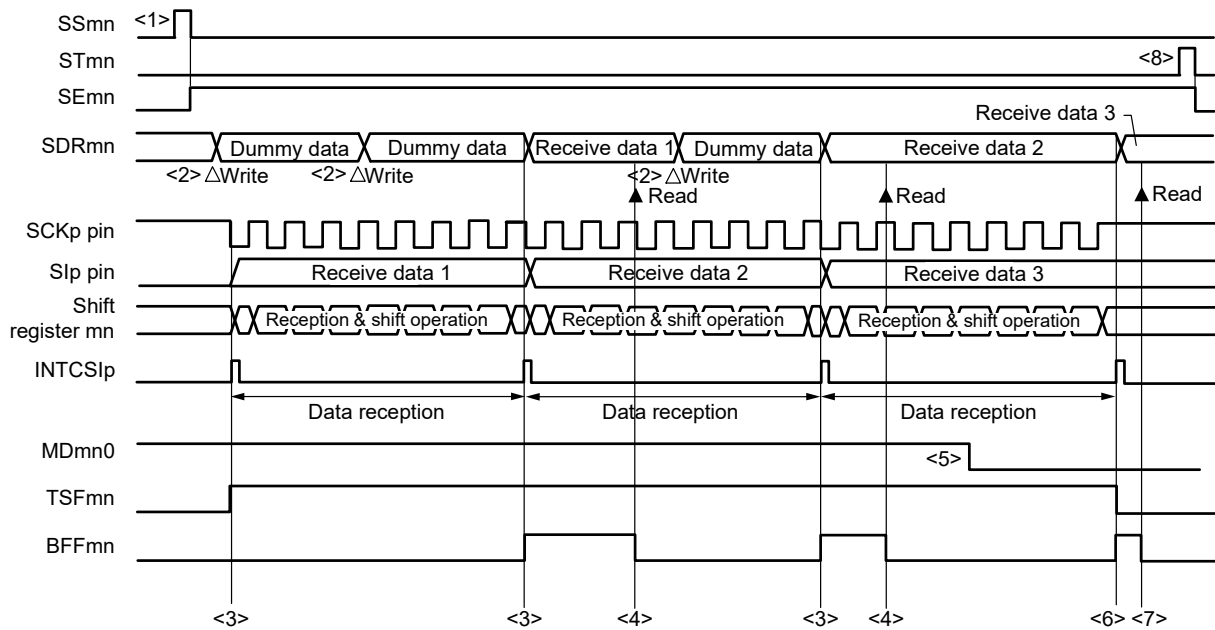 SSmn <1>
STmn <8>
SEmn
Receive data 3
SDRmn Dummy data Dummy data Receive data 1 Dummy data Receive data 2
<2> △Write <2> △Write <2> △Write
▲ Read ▲ Read ▲ Read
SCKp pin
SIp pin Receive data 1 Receive data 2 Receive data 3
Shift
register mn Reception & shift operation Reception & shift operation Reception & shift operation
INTCSIp
Data reception Data reception Data reception
MDmn0 <5>
TSFmn
BFFmn
<3> <3> <4> <3> <4> <6> <7>